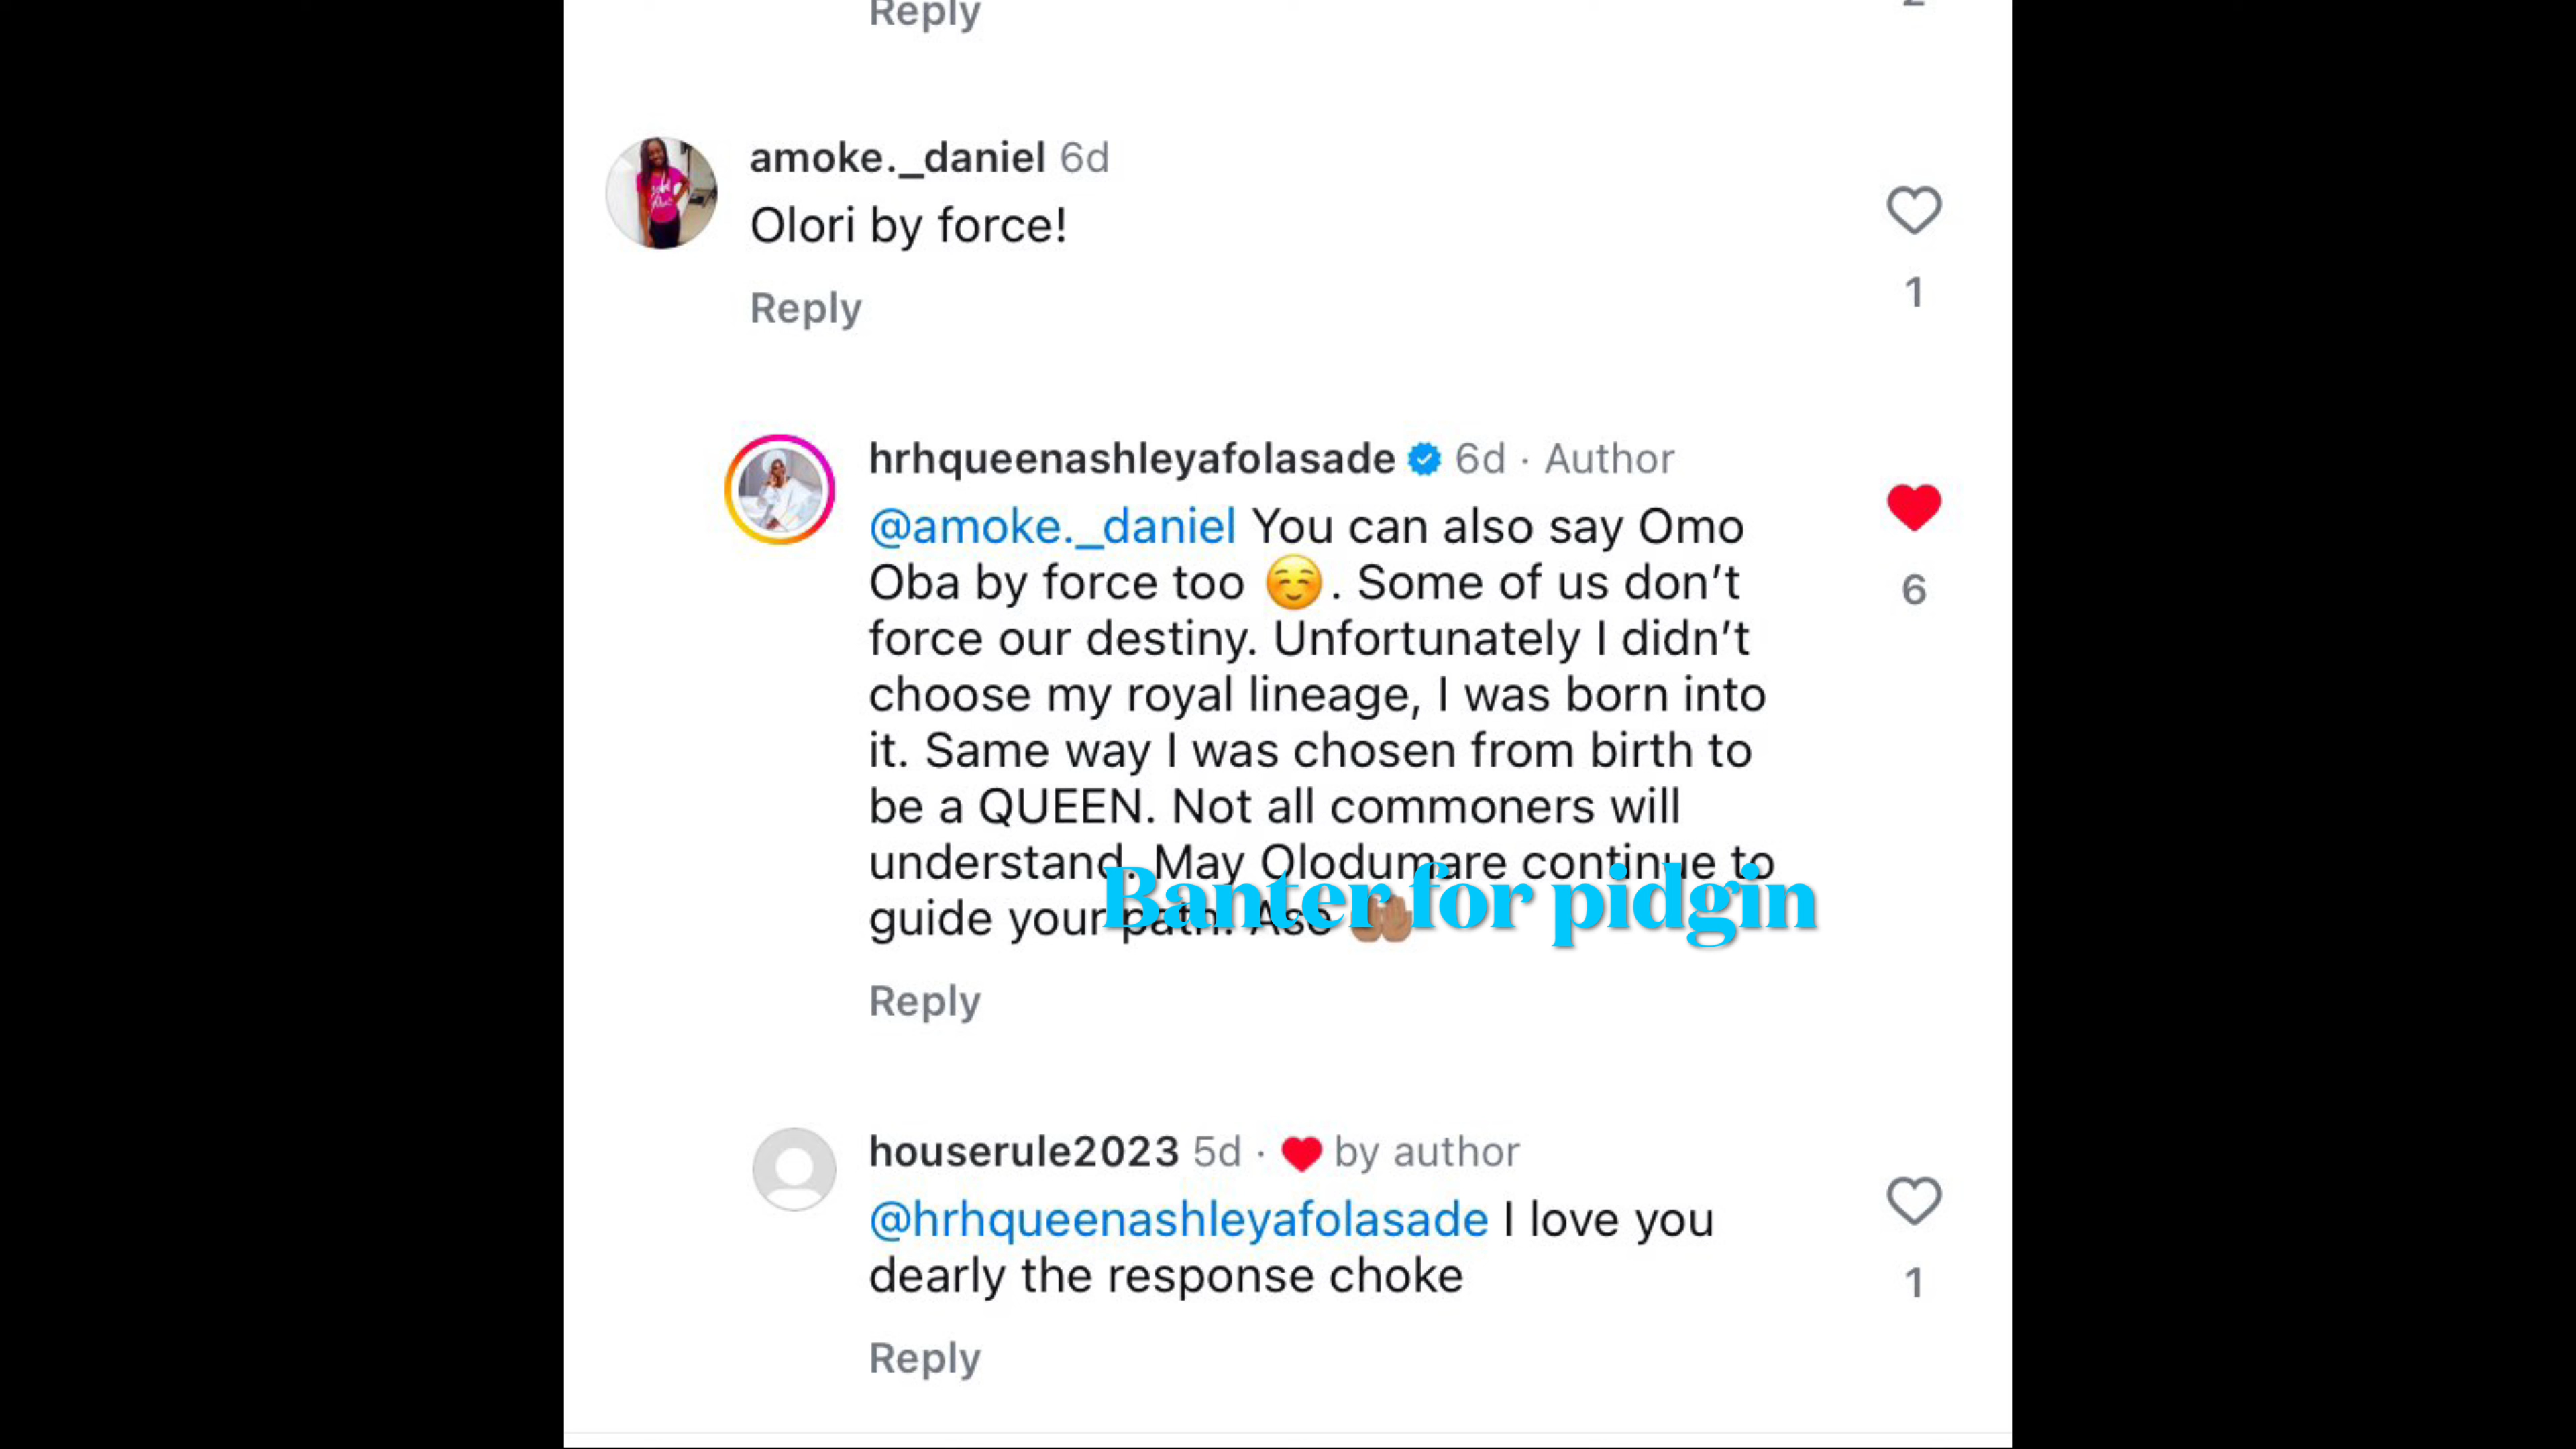 Reply
amoke._daniel 6d
Olori by force!
1
Reply
hrhqueenashleyafolasade 6d · Author
@amoke._daniel You can also say Omo
Oba by force too ☺️. Some of us don't
force our destiny. Unfortunately I didn't
choose my royal lineage, I was born into
it. Same way I was chosen from birth to
be a QUEEN. Not all commoners will
understand. May Olodumare continue to
guide your path. Ase 🤲🏽
6
Banter for pidgin
Reply
houserule2023 5d · ❤️ by author
@hrhqueenashleyafolasade I love you
dearly the response choke
1
Reply